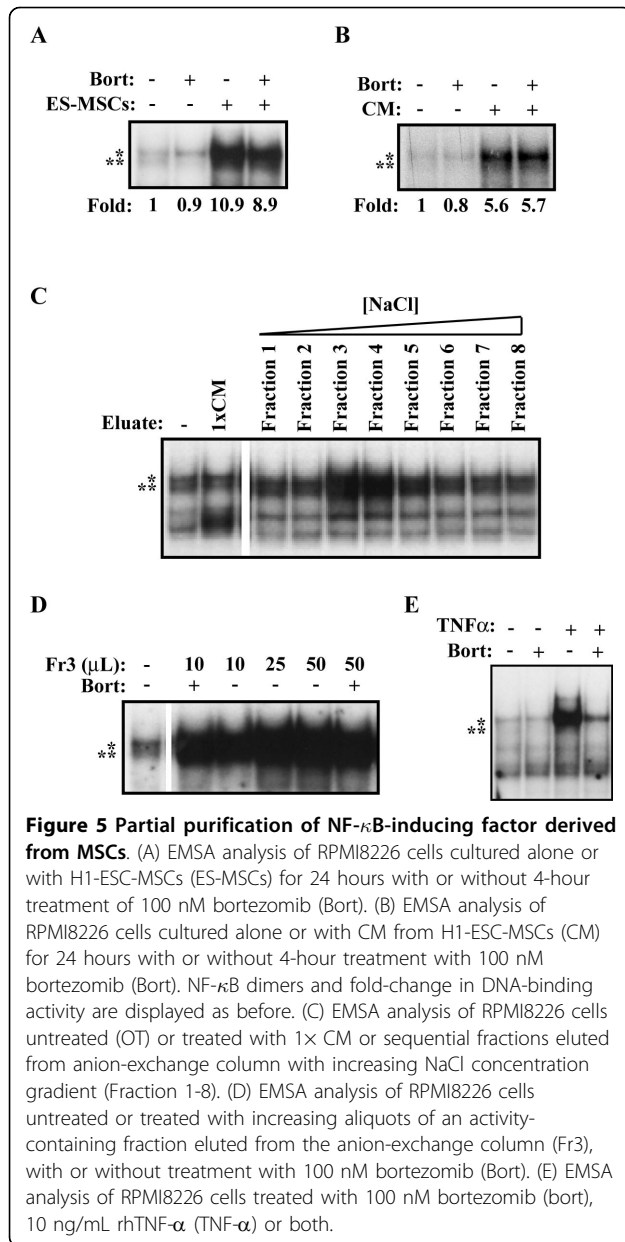 A
Bort: - + - +
ES-MSCs: - - + +
*
**
Fold: 1 0.9 10.9 8.9
B
Bort: - + - +
CM: - - + +
*
**
Fold: 1 0.8 5.6 5.7
C
[NaCl]
Eluate: - 1xCM Fraction 1 Fraction 2 Fraction 3 Fraction 4 Fraction 5 Fraction 6 Fraction 7 Fraction 8
*
**
D
Fr3 (μL): - 10 10 25 50 50
Bort: - + - - - +
*
**
E
TNFα: - - + +
Bort: - + - +
*
**
Figure 5 Partial purification of NF-κB-inducing factor derived
from MSCs. (A) EMSA analysis of RPMI8226 cells cultured alone or
with H1-ESC-MSCs (ES-MSCs) for 24 hours with or without 4-hour
treatment of 100 nM bortezomib (Bort). (B) EMSA analysis of
RPMI8226 cells cultured alone or with CM from H1-ESC-MSCs (CM)
for 24 hours with or without 4-hour treatment with 100 nM
bortezomib (Bort). NF-κB dimers and fold-change in DNA-binding
activity are displayed as before. (C) EMSA analysis of RPMI8226 cells
untreated (OT) or treated with 1× CM or sequential fractions eluted
from anion-exchange column with increasing NaCl concentration
gradient (Fraction 1-8). (D) EMSA analysis of RPMI8226 cells
untreated or treated with increasing aliquots of an activity-
containing fraction eluted from the anion-exchange column (Fr3),
with or without treatment with 100 nM bortezomib (Bort). (E) EMSA
analysis of RPMI8226 cells treated with 100 nM bortezomib (bort),
10 ng/mL rhTNF-α (TNF-α) or both.